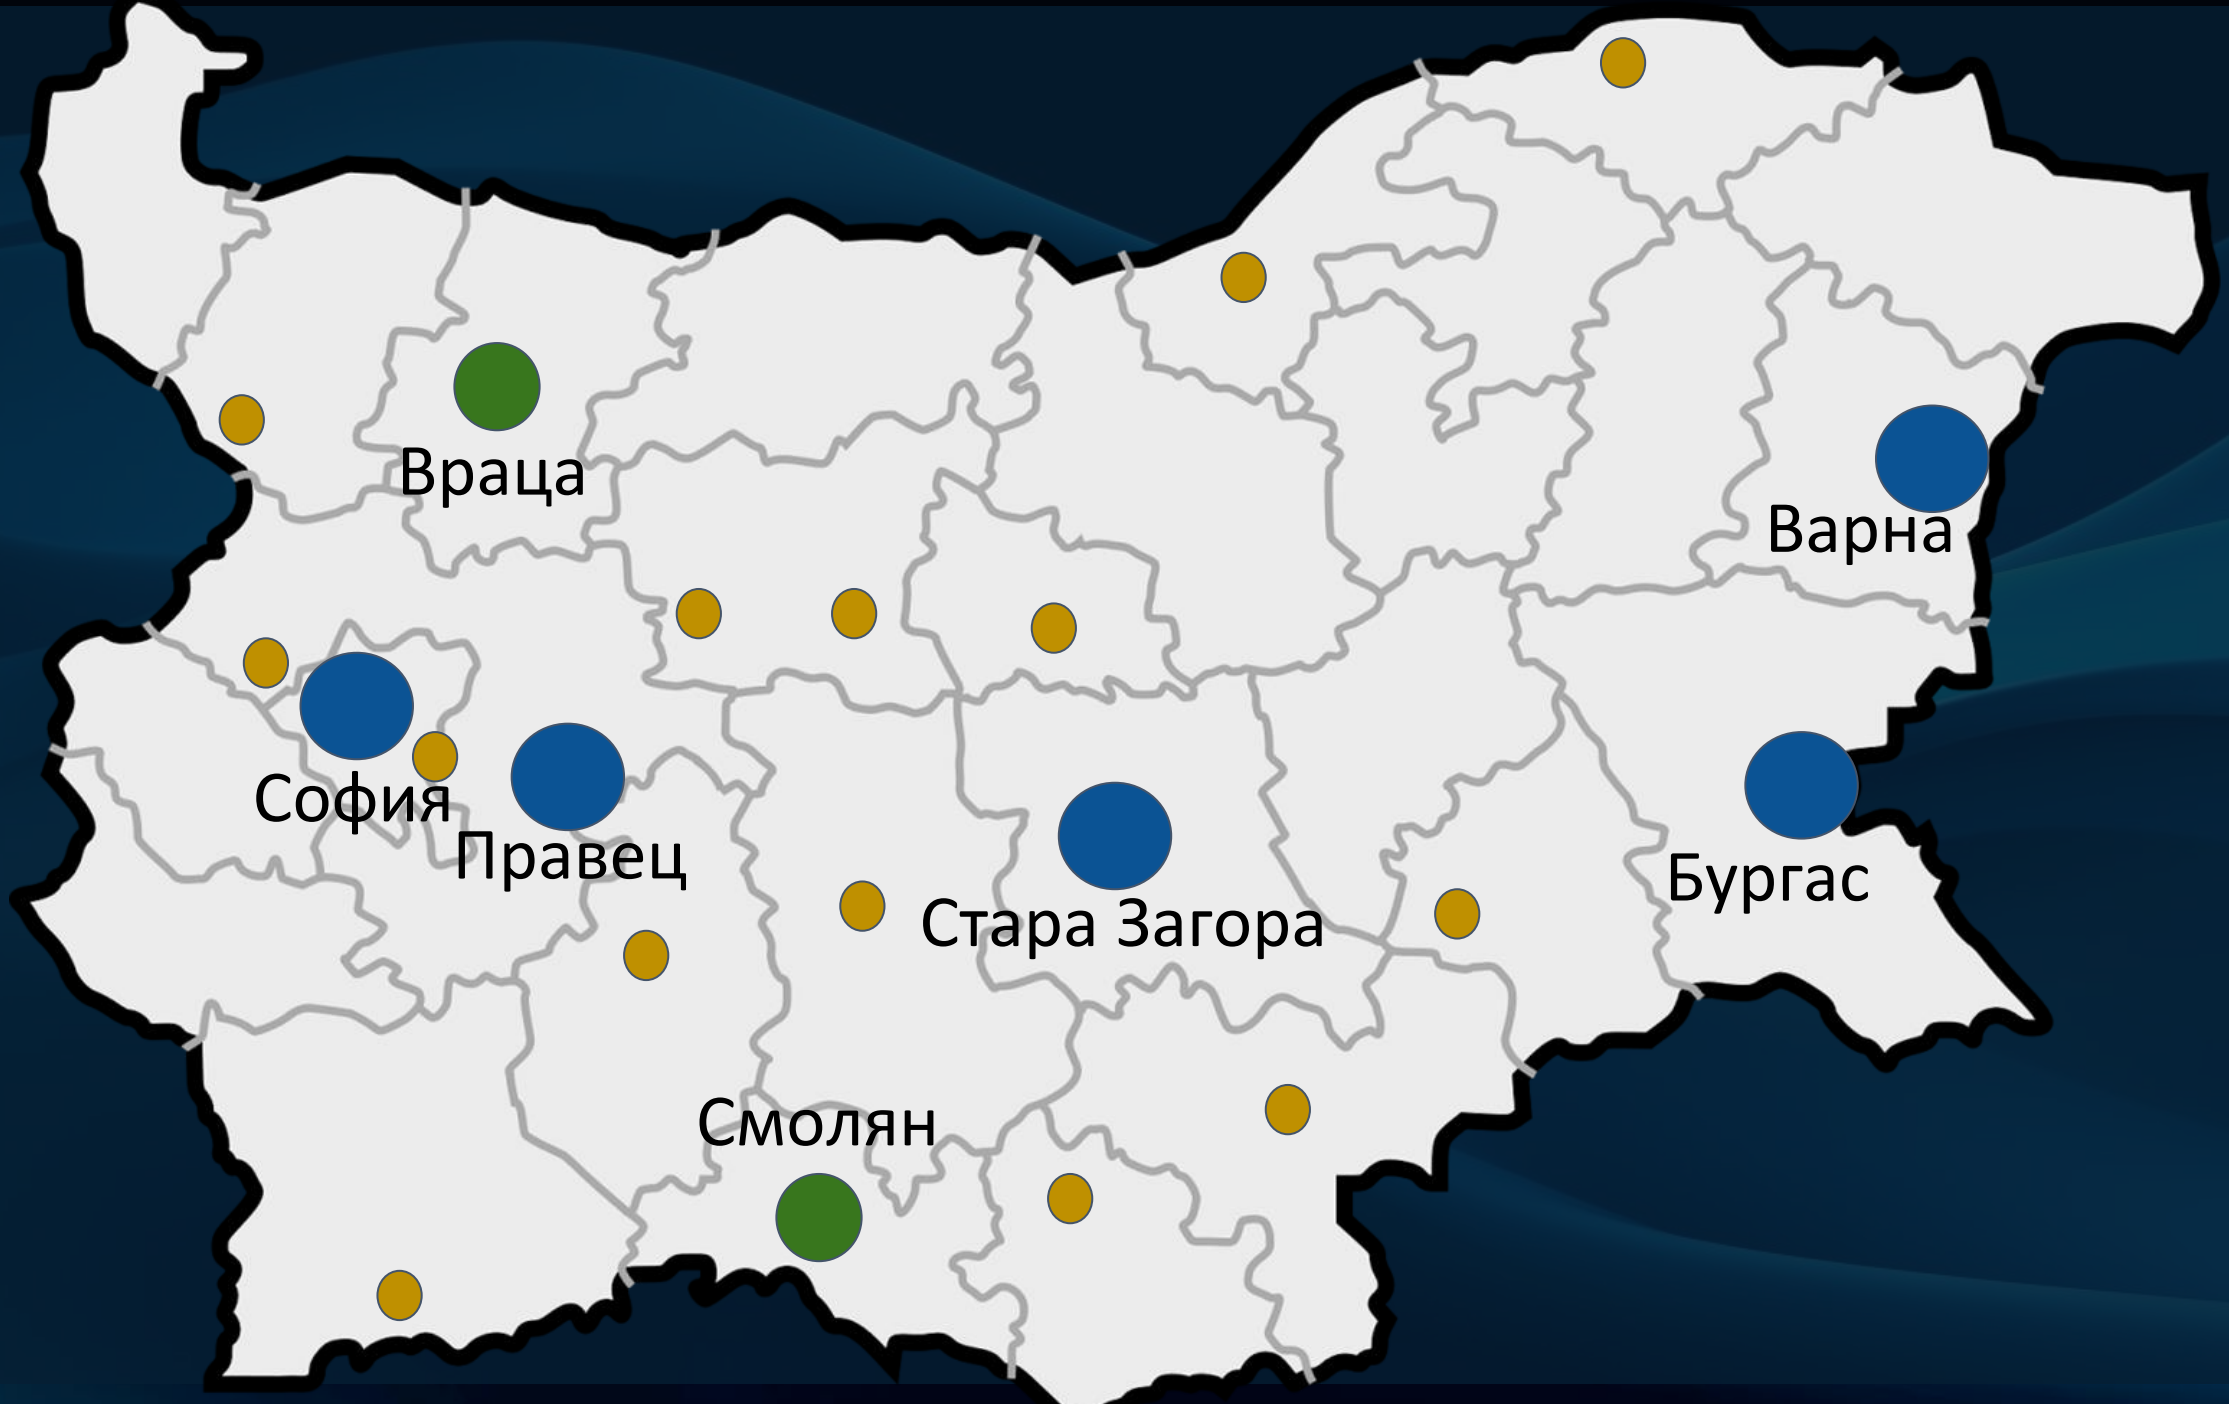 Враца
Варна
София
Правец
Бургас
Стара Загора
Смолян